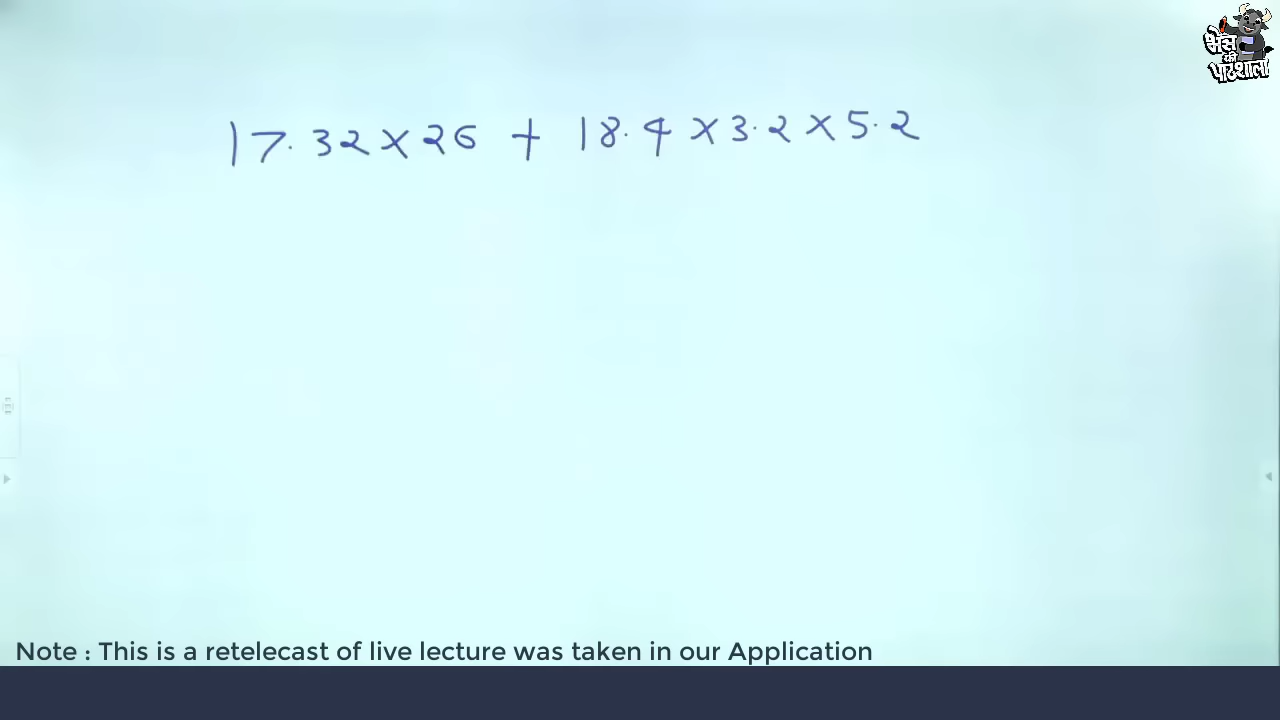 भैंस
की
पाठशाला
17.32×26 + 18.4×3.2×5.2
Note : This is a retelecast of live lecture was taken in our Application